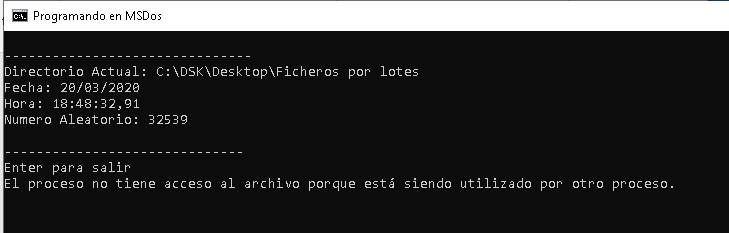 Programando en MSDos
-------------------------------
Directorio Actual: C:\DSK\Desktop\Ficheros por lotes
Fecha: 20/03/2020
Hora: 18:48:32,91
Numero Aleatorio: 32539
------------------------------
Enter para salir
El proceso no tiene acceso al archivo porque está siendo utilizado por otro proceso.